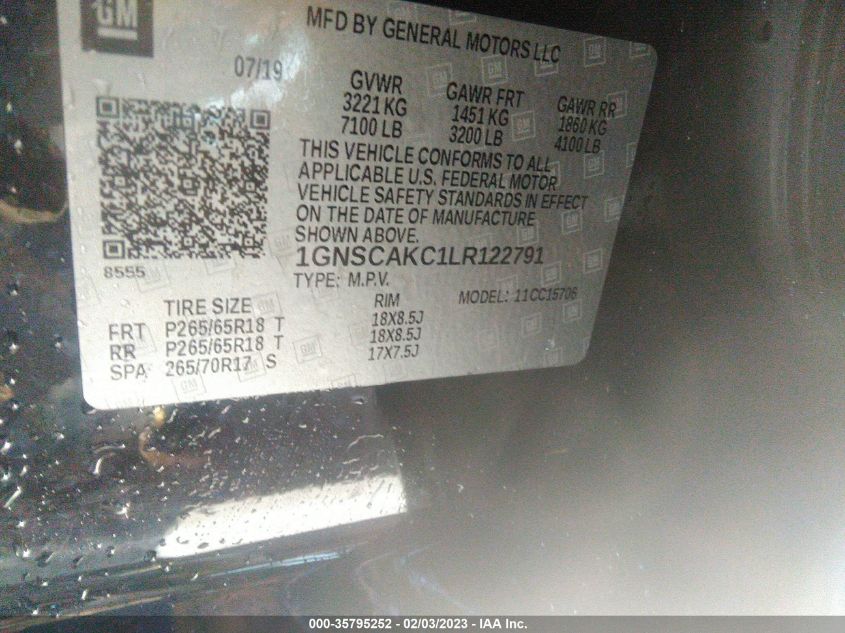 GM
MFD BY GENERAL MOTORS LLC
07/19
GVWR GAWR FRT GAWR RR
3221 KG 1451 KG 1860 KG
7100 LB 3200 LB 4100 LB
THIS VEHICLE CONFORMS TO ALL
APPLICABLE U.S. FEDERAL MOTOR
VEHICLE SAFETY STANDARDS IN EFFECT
ON THE DATE OF MANUFACTURE
SHOWN ABOVE.
8555
1GNSCAKC1LR122791
TYPE: M.P.V.
MODEL: 11CC15706
TIRE SIZE RIM
FRT P265/65R18 T 18X8.5J
RR P265/65R18 T 18X8.5J
SPA 265/70R17 S 17X7.5J
000-35795252 - 02/03/2023 - IAA Inc.